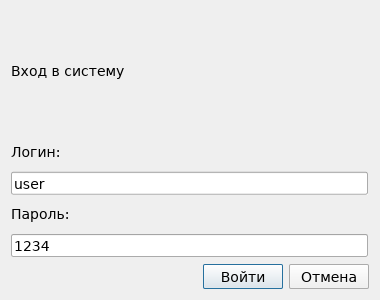 Вход в систему
Логин:
user
Пароль:
1234
Войти
Отмена